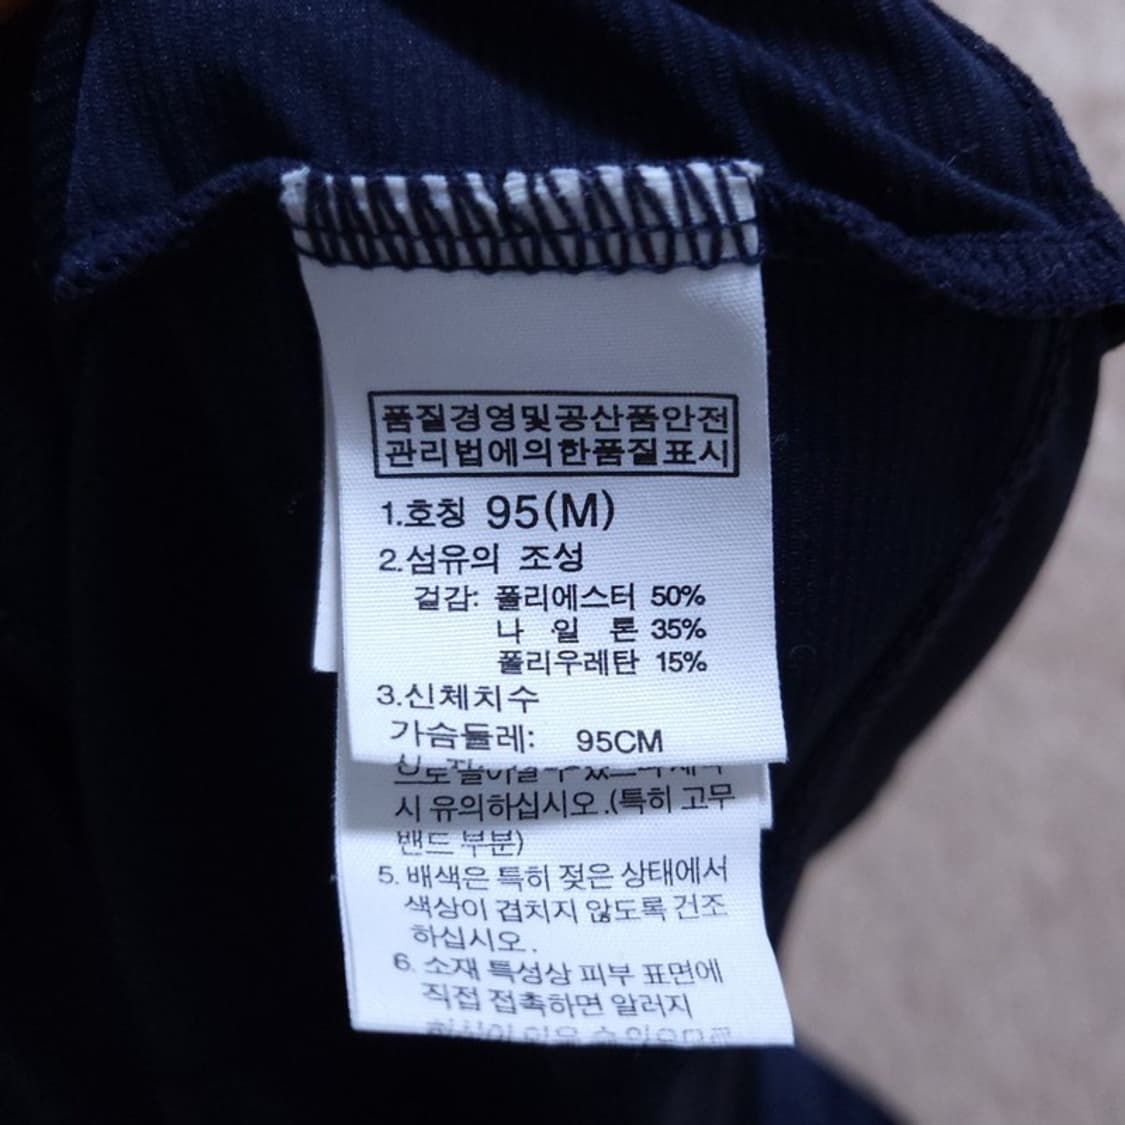 품질경영및공산품안전
관리법에의한품질표시
1.호칭 95(M)
2.섬유의 조성
겉감: 폴리에스터 50%
나 일 론 35%
폴리우레탄 15%
3.신체치수
가슴둘레: 95CM
시 유의하십시오.(특히 고무
밴드 부분)
5. 배색은 특히 젖은 상태에서
색상이 겹치지 않도록 건조
하십시오.
6. 소재 특성상 피부 표면에
직접 접촉하면 알러지